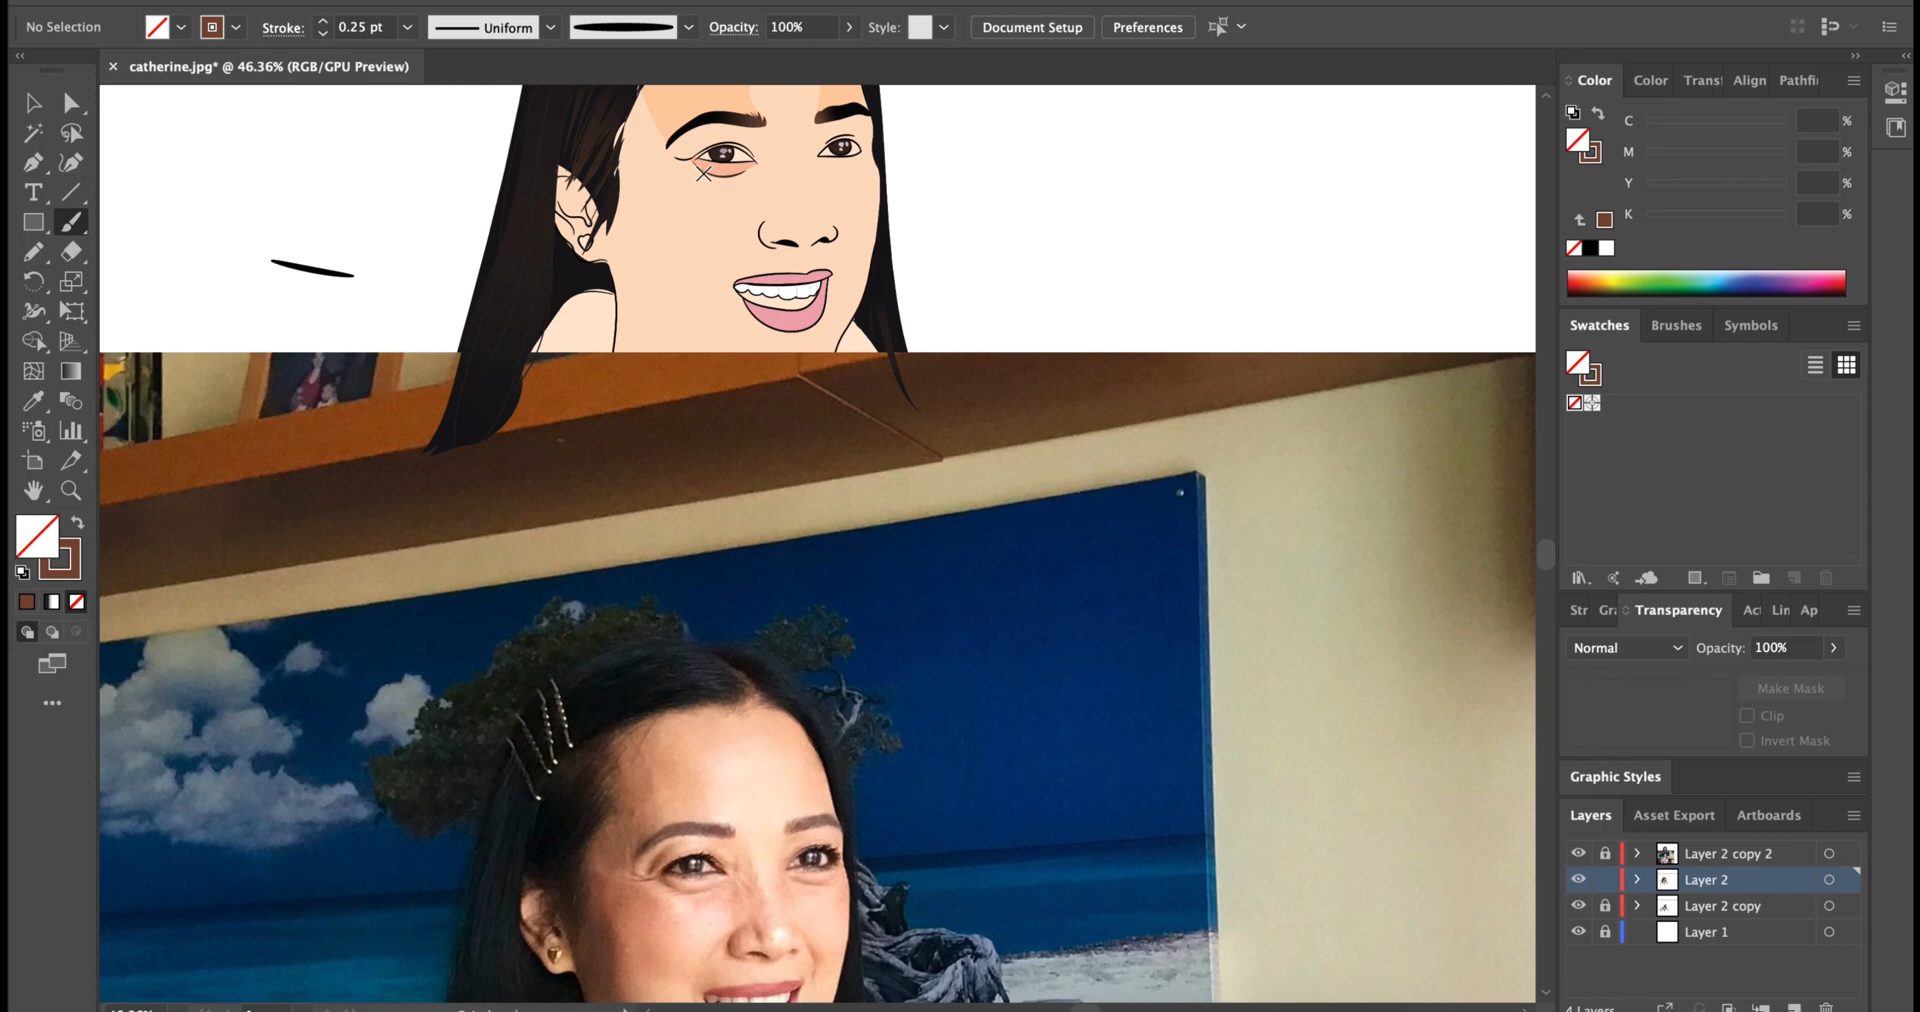 No Selection Stroke: 0.25 pt Uniform Opacity: 100% Style: Document Setup Preferences
× catherine.jpg* @ 46.36% (RGB/GPU Preview)
Color Color Transf Align Pathfi
C %
M %
Y %
K %
Swatches Brushes Symbols
Str Gra Transparency Act Lin Ap
Normal Opacity: 100%
Make Mask
Clip
Invert Mask
Graphic Styles
Layers Asset Export Artboards
Layer 2 copy 2
Layer 2
Layer 2 copy
Layer 1
4 Layers